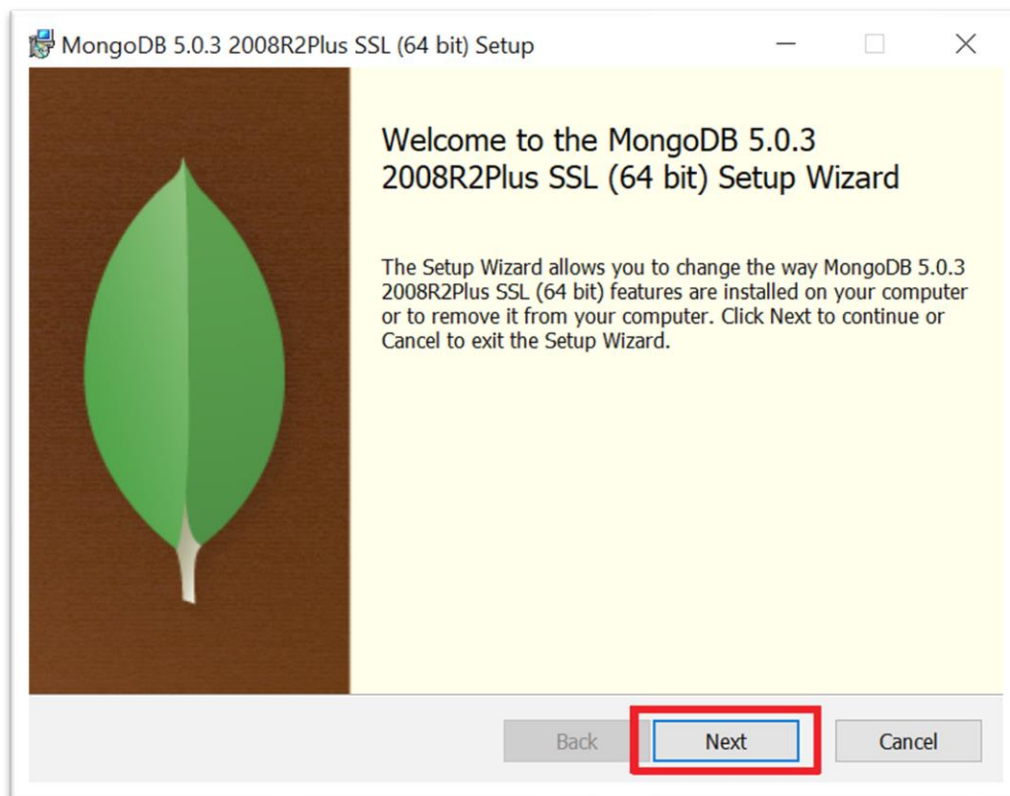 MongoDB 5.0.3 2008R2Plus SSL (64 bit) Setup
Welcome to the MongoDB 5.0.3
2008R2Plus SSL (64 bit) Setup Wizard
The Setup Wizard allows you to change the way MongoDB 5.0.3
2008R2Plus SSL (64 bit) features are installed on your computer
or to remove it from your computer. Click Next to continue or
Cancel to exit the Setup Wizard.
Back
Next
Cancel